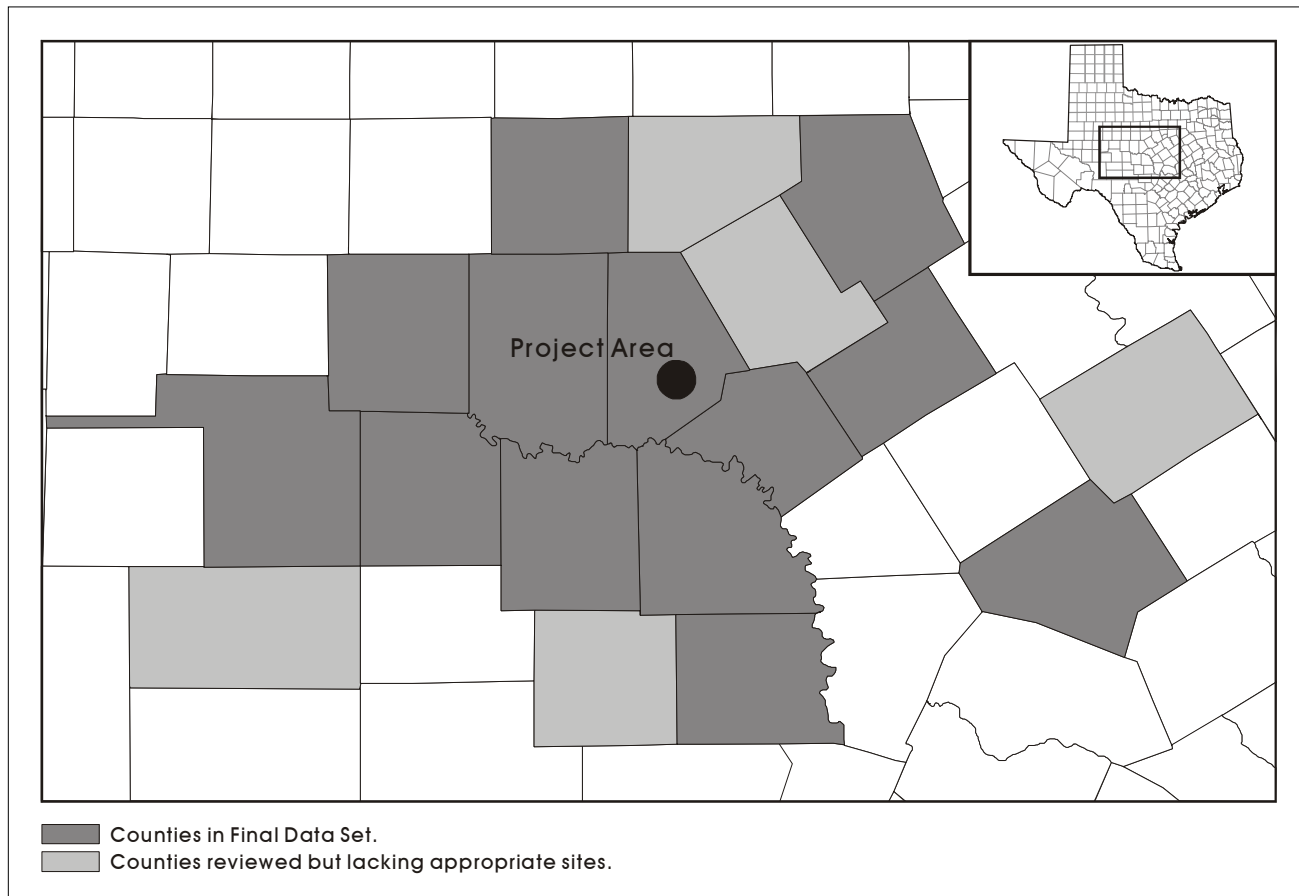 Project Area
Counties in Final Data Set.
Counties reviewed but lacking appropriate sites.